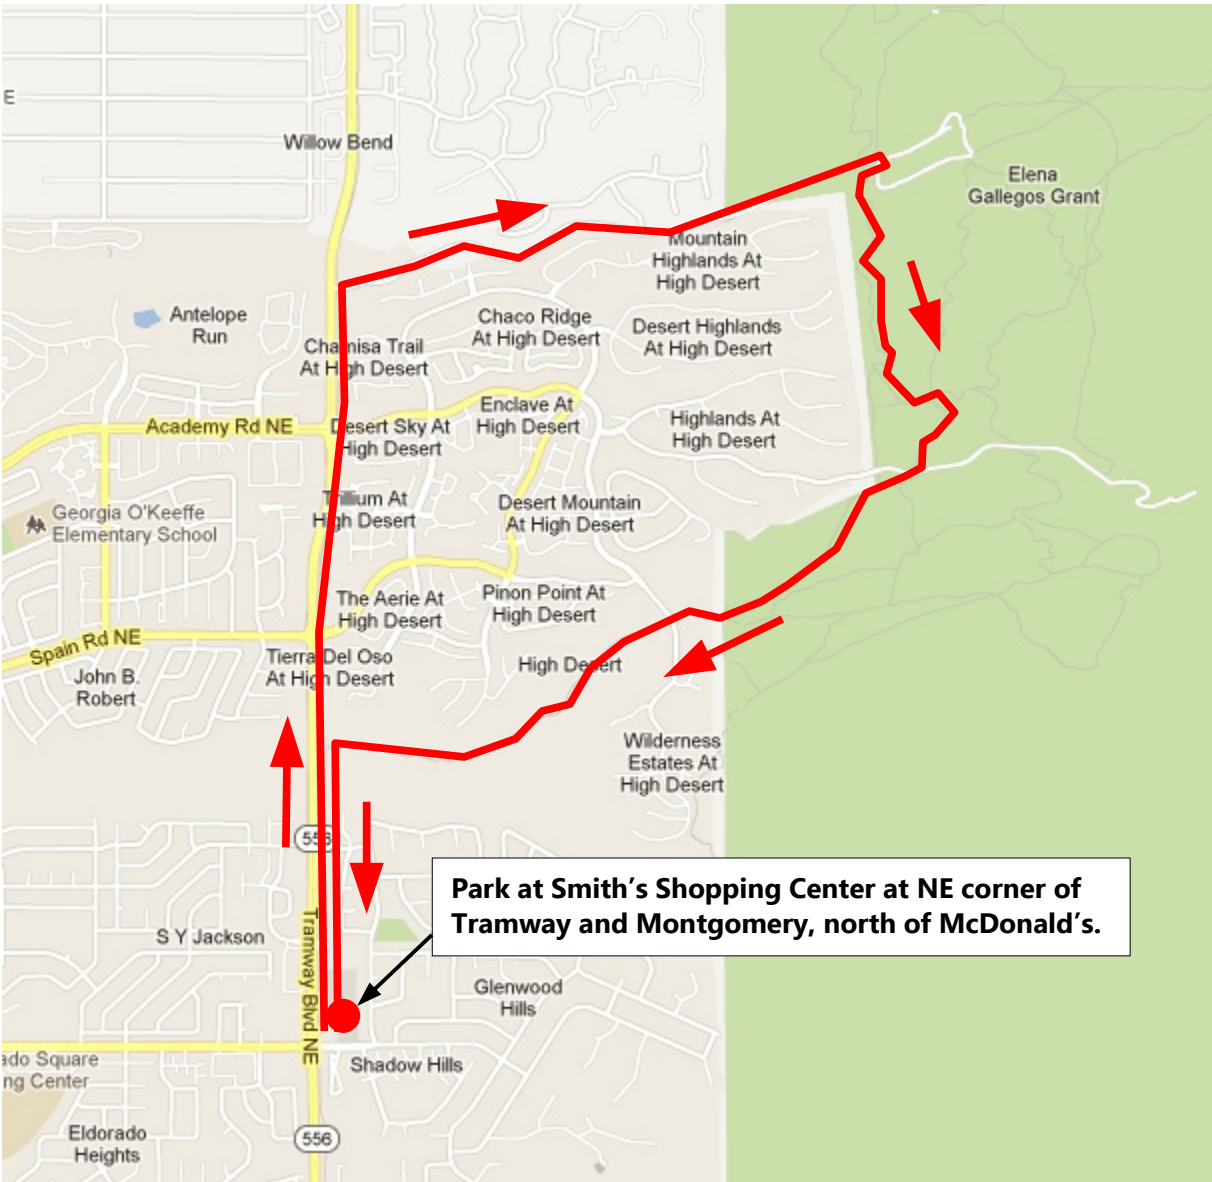 E
Willow Bend
Elena
Gallegos Grant
Mountain
Highlands At
High Desert
Antelope
Run
Chaco Ridge
At High Desert
Desert Highlands
At High Desert
Chamisa Trail
At High Desert
Enclave At
High Desert
Highlands At
High Desert
Academy Rd NE
Desert Sky At
High Desert
Trillium At
High Desert
Desert Mountain
At High Desert
Georgia O'Keeffe
Elementary School
The Aerie At
High Desert
Pinon Point At
High Desert
Spain Rd NE
Tierra Del Oso
At High Desert
High Desert
John B.
Robert
Wilderness
Estates At
High Desert
556
Park at Smith's Shopping Center at NE corner of
Tramway and Montgomery, north of McDonald's.
S Y Jackson
Tramway Blvd NE
Glenwood
Hills
ado Square
ng Center
Shadow Hills
Eldorado
Heights
556